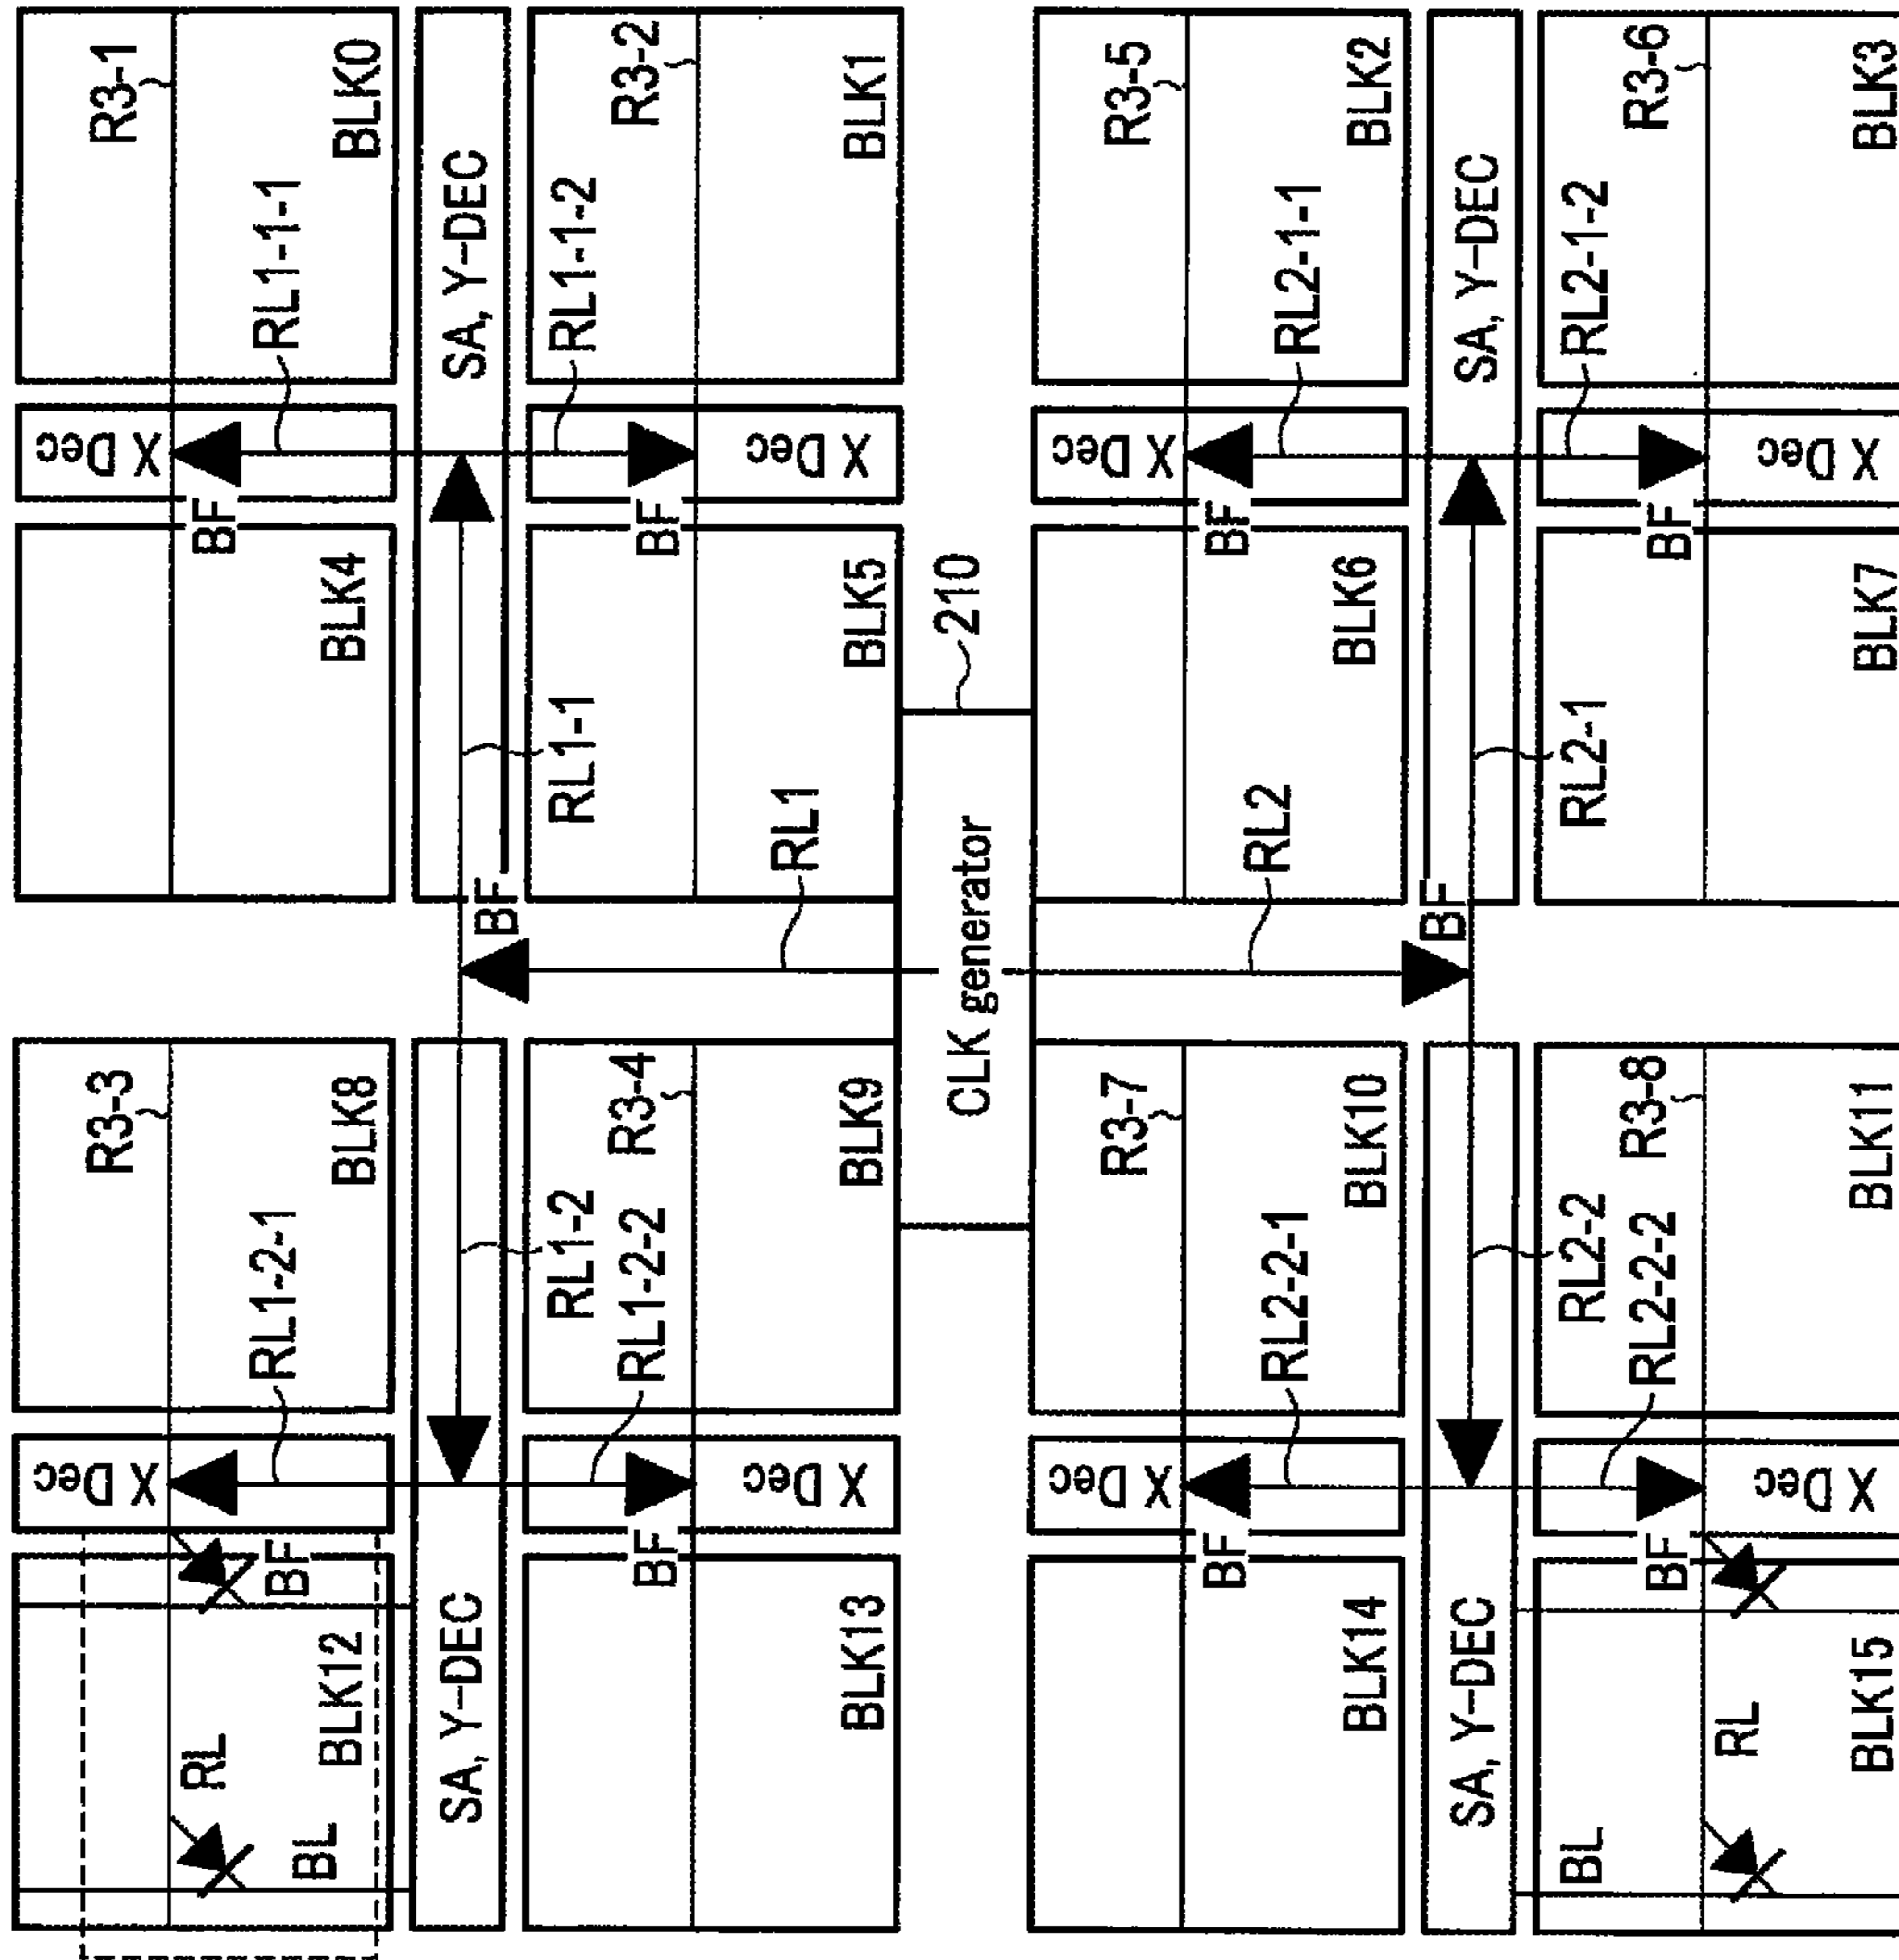 R3-1
BLK0
RL1-1-1
X Dec
BF
BLK4
SA, Y-DEC
R3-2
BLK1
RL1-1-2
X Dec
BF
BLK5
RL1-1
BF
RL1
R3-3
BLK8
RL1-2-1
X Dec
BF
BLK12
RL
BL
SA, Y-DEC
R3-4
BLK9
RL1-2
RL1-2-2
X Dec
BF
BLK13
210
CLK generator
R3-5
BLK2
RL2-1-1
X Dec
BF
BLK6
RL2
SA, Y-DEC
BF
R3-6
BLK3
RL2-1-2
X Dec
BF
BLK7
RL2-1
R3-7
BLK10
RL2-2-1
X Dec
BF
BLK14
SA, Y-DEC
R3-8
BLK11
RL2-2
RL2-2-2
X Dec
BF
BLK15
RL
BL